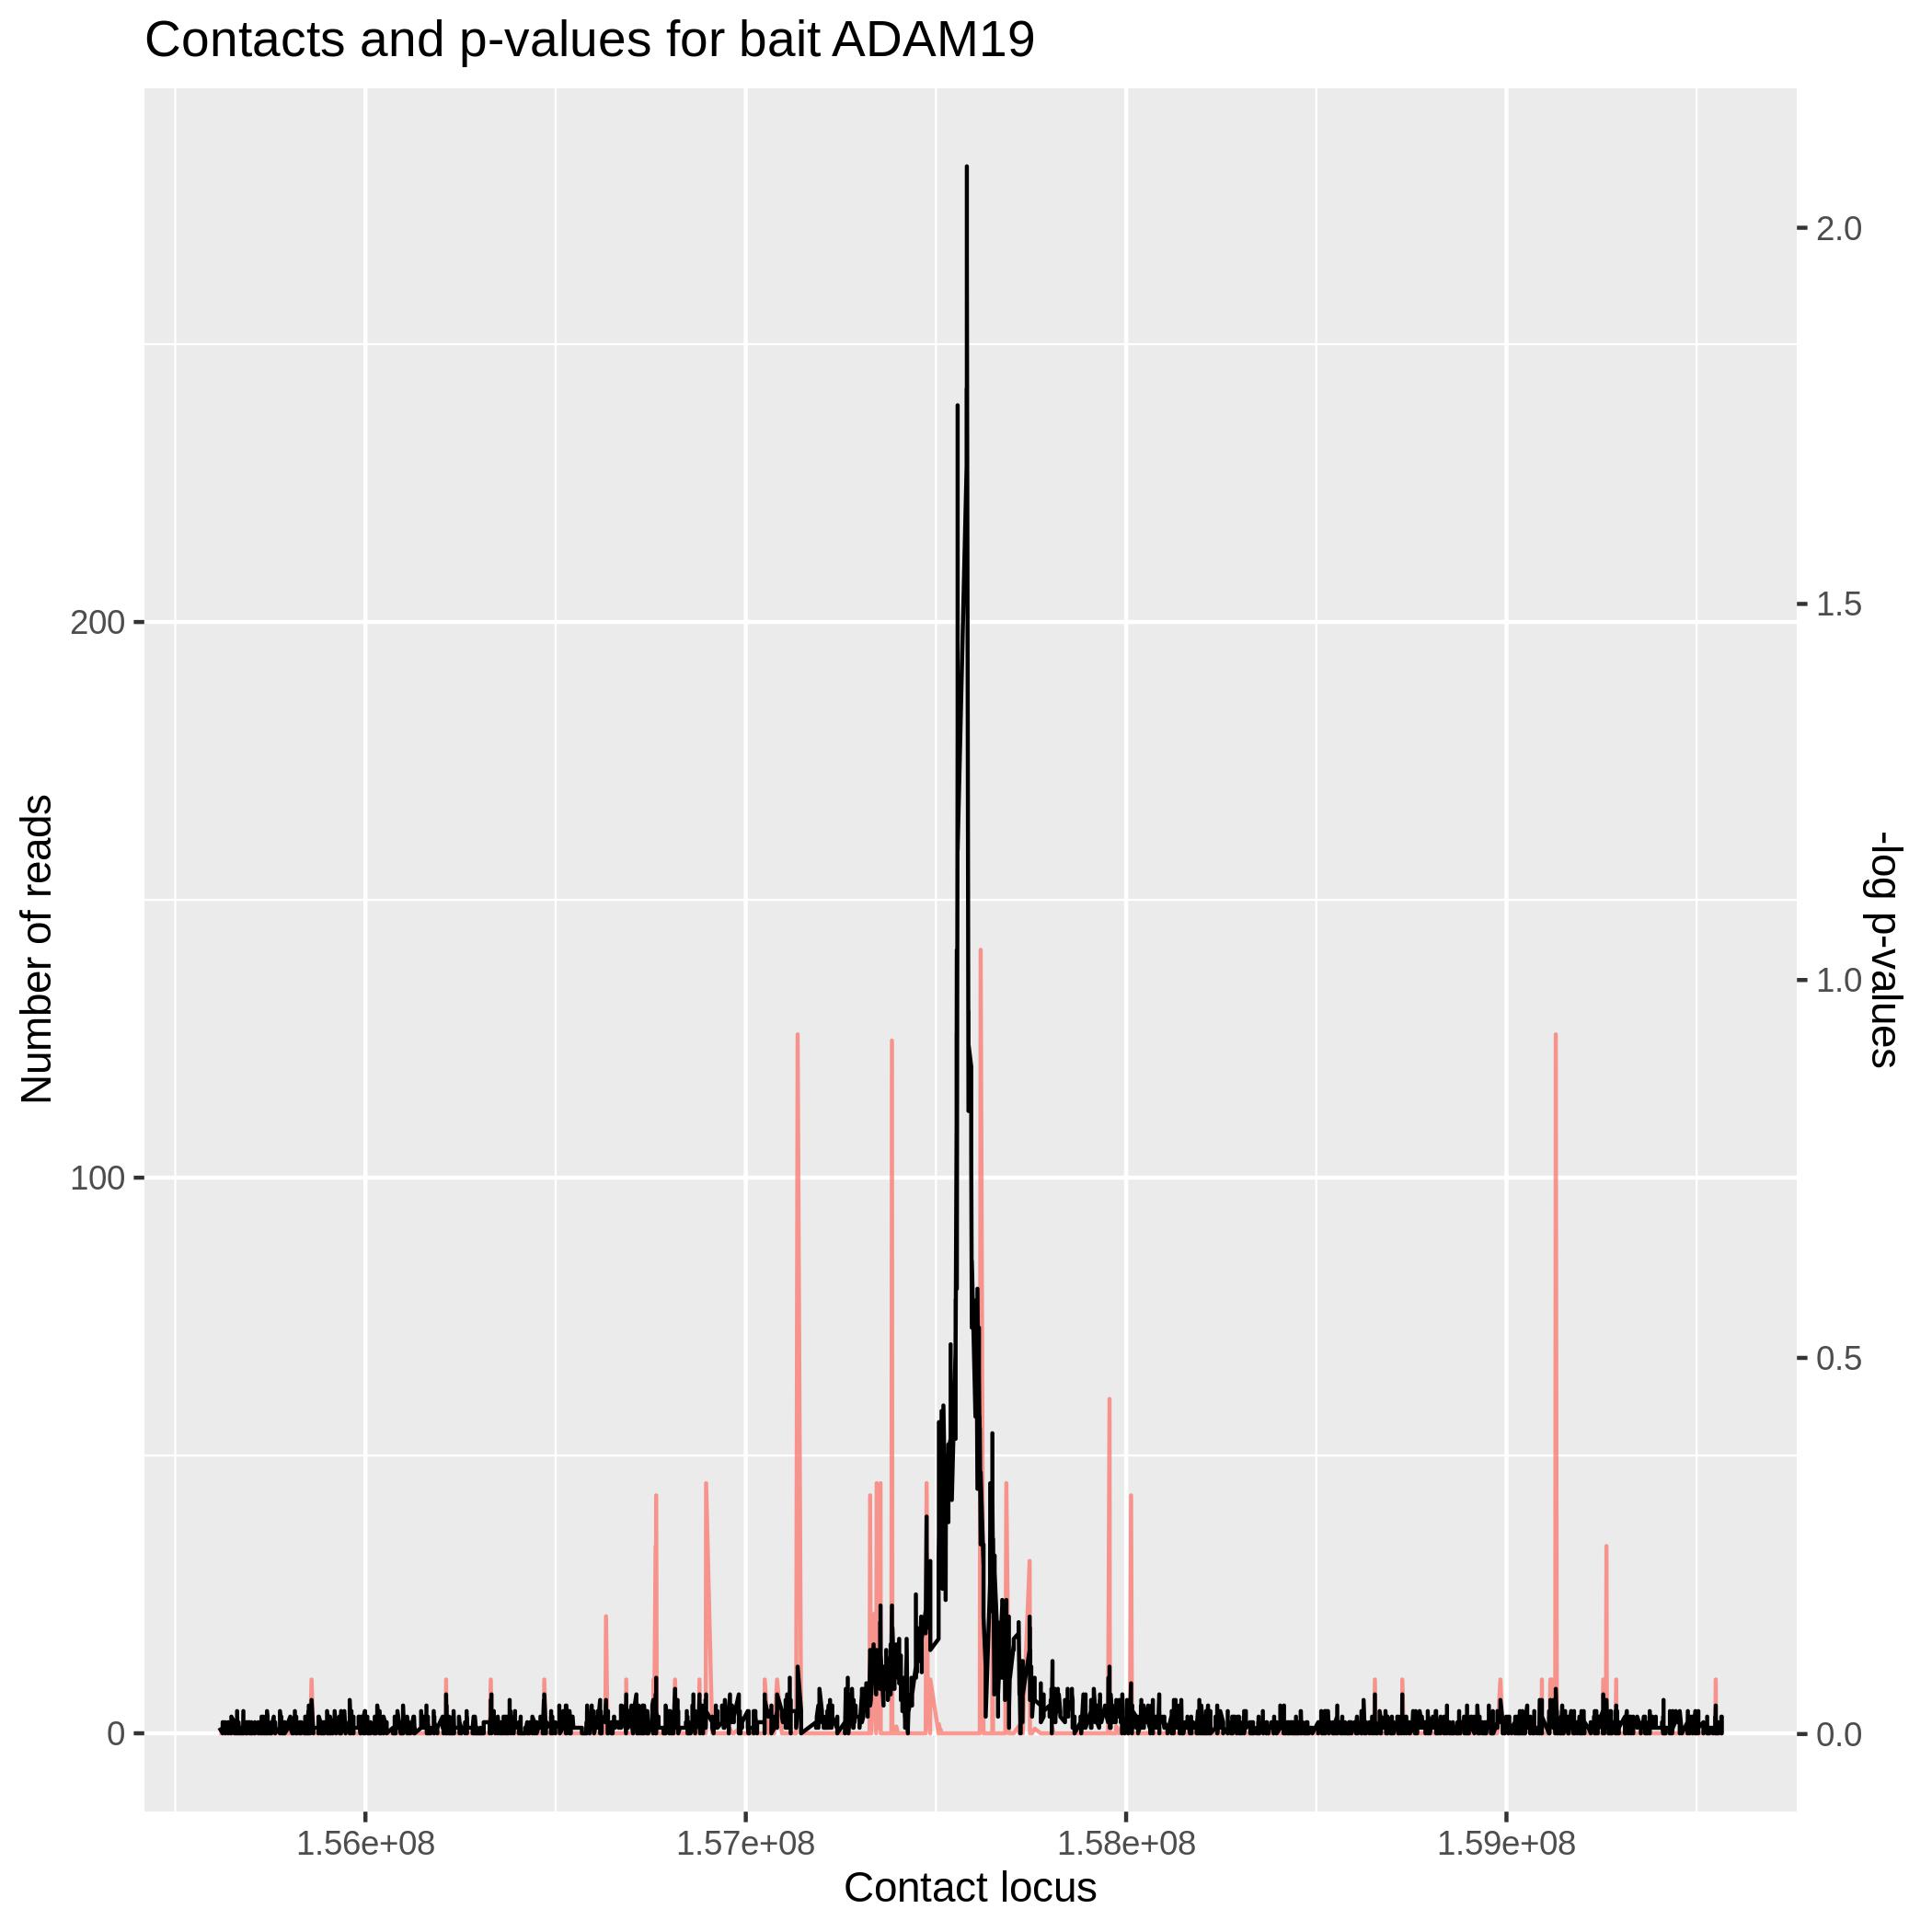 Contacts and p-values for bait ADAM19
Number of reads
200
100
0
2.0
1.5
1.0
0.5
0.0
-log p-values
1.56e+08
1.57e+08
1.58e+08
1.59e+08
Contact locus